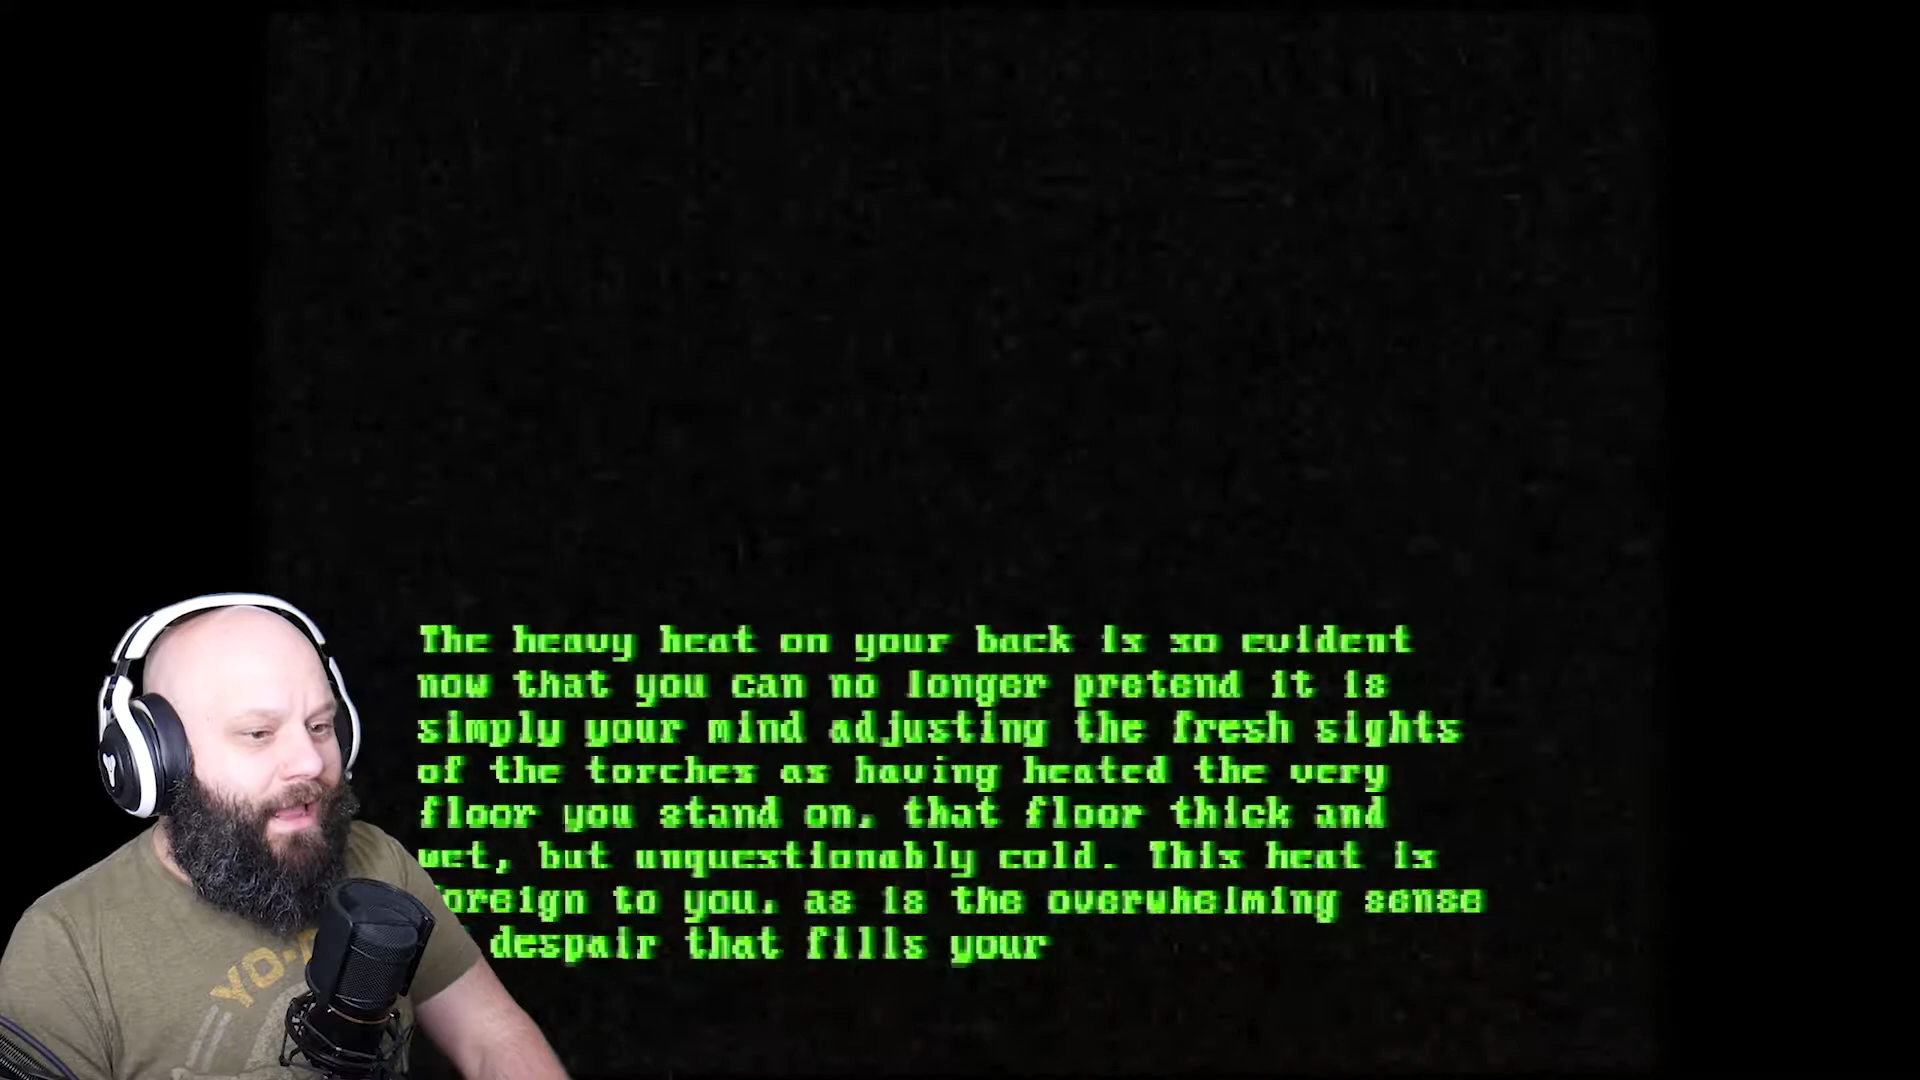 The heavy heat on your back is so evident
now that you can no longer pretend it is
simply your mind adjusting the fresh sights
of the torches as having heated the very
floor you stand on, that floor thick and
wet, but unquestionably cold. This heat is
foreign to you, as is the overwhelming sense
despair that fills your
YO-